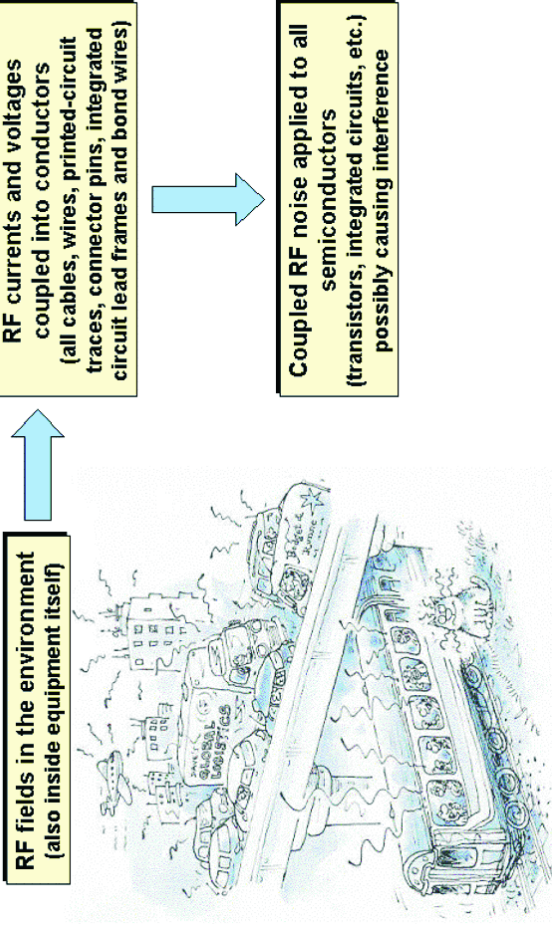 RF fields in the environment
(also inside equipment itself)
RF currents and voltages
coupled into conductors
(all cables, wires, printed-circuit
traces, connector pins, integrated
circuit lead frames and bond wires)
Coupled RF noise applied to all
semiconductors
(transistors, integrated circuits, etc.)
possibly causing interference
GLOBAL
LOGISTICS